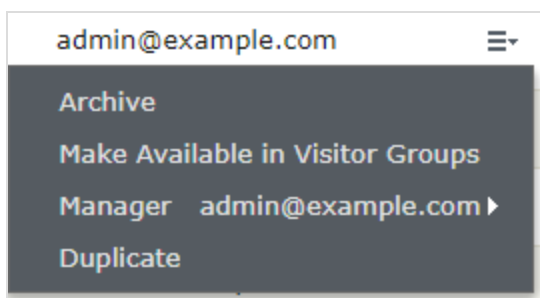 admin@example.com
Archive
Make Available in Visitor Groups
Manager admin@example.com
Duplicate